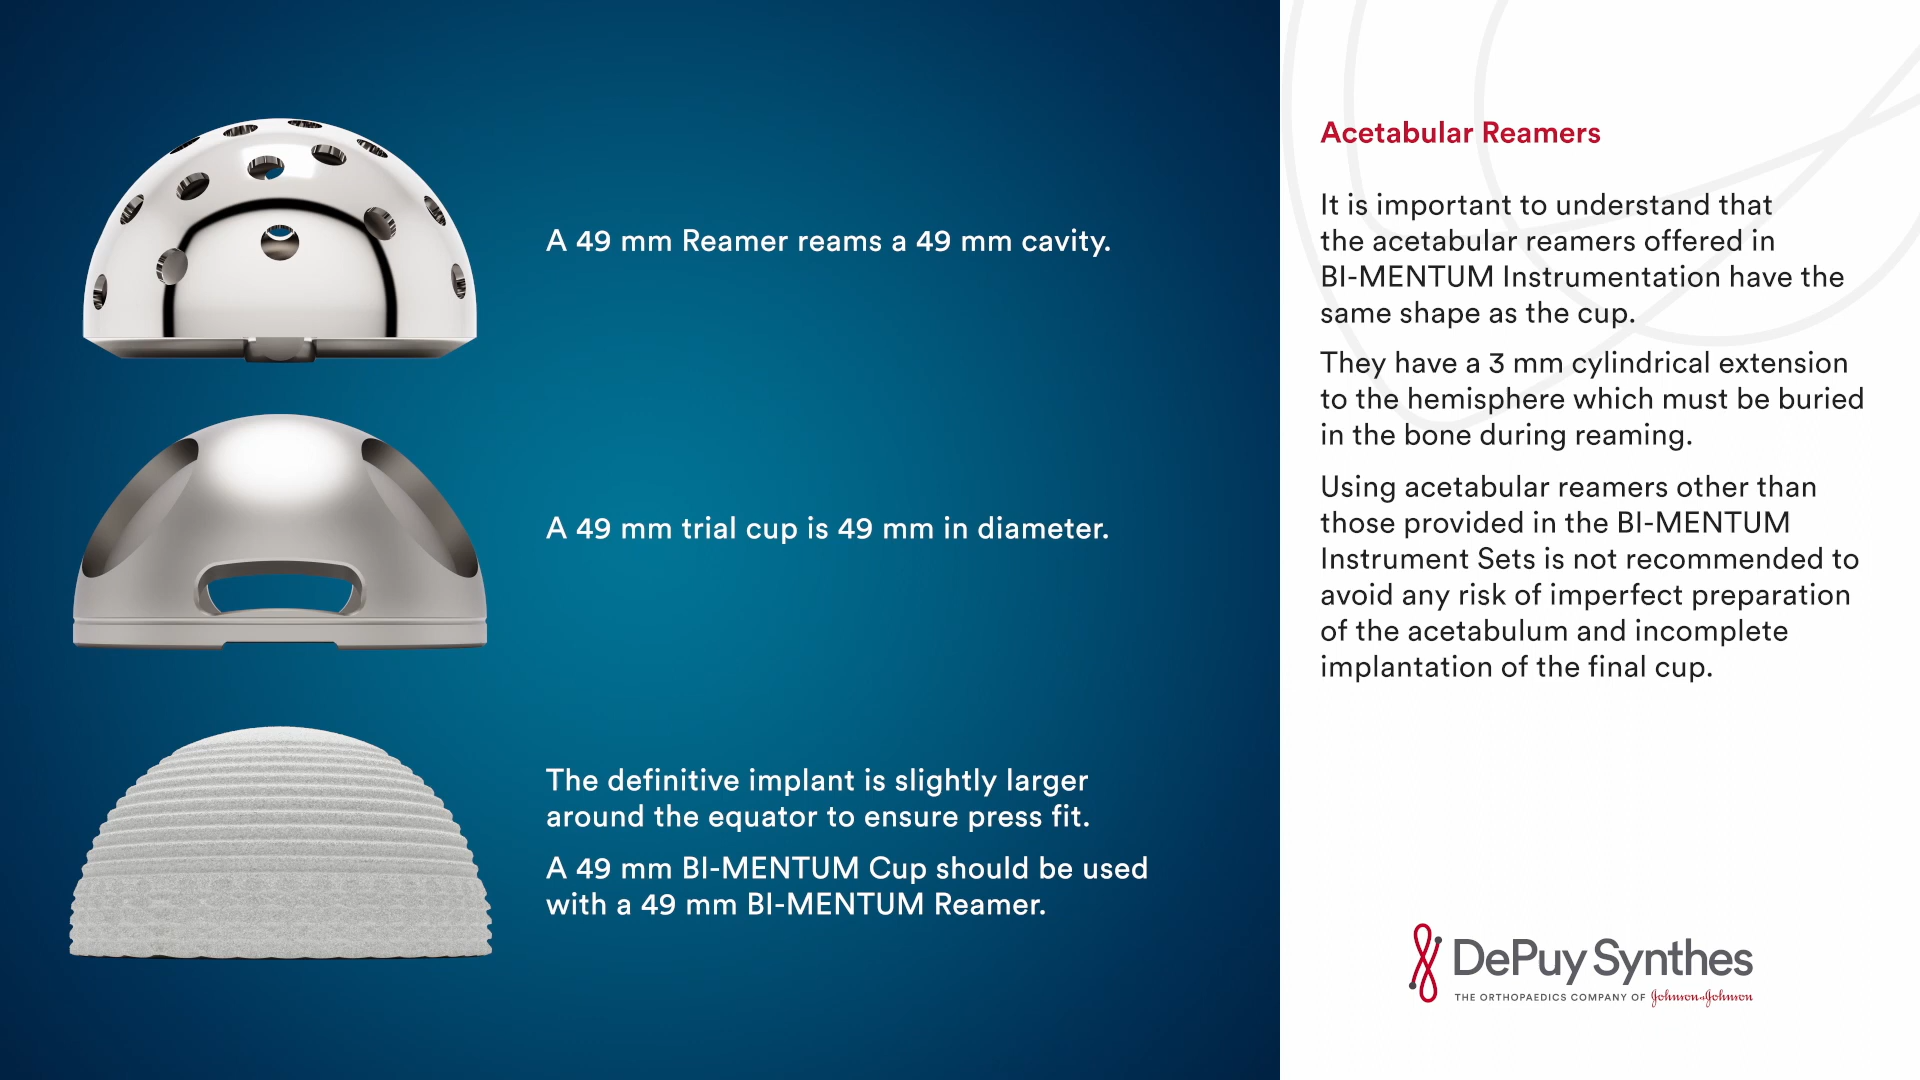 A 49 mm Reamer reams a 49 mm cavity.
A 49 mm trial cup is 49 mm in diameter.
The definitive implant is slightly larger
around the equator to ensure press fit.
A 49 mm BI-MENTUM Cup should be used
with a 49 mm BI-MENTUM Reamer.
Acetabular Reamers
It is important to understand that
the acetabular reamers offered in
BI-MENTUM Instrumentation have the
same shape as the cup.
They have a 3 mm cylindrical extension
to the hemisphere which must be buried
in the bone during reaming.
Using acetabular reamers other than
those provided in the BI-MENTUM
Instrument Sets is not recommended to
avoid any risk of imperfect preparation
of the acetabulum and incomplete
implantation of the final cup.
DePuy Synthes
THE ORTHOPAEDICS COMPANY OF Johnson & Johnson